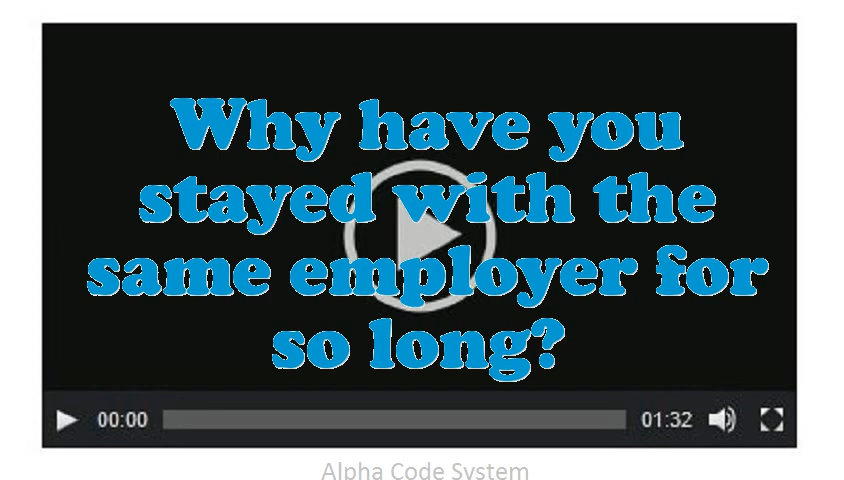 Why have you
stayed with the
same employer for
so long?
00:00 01:32
Alpha Code System